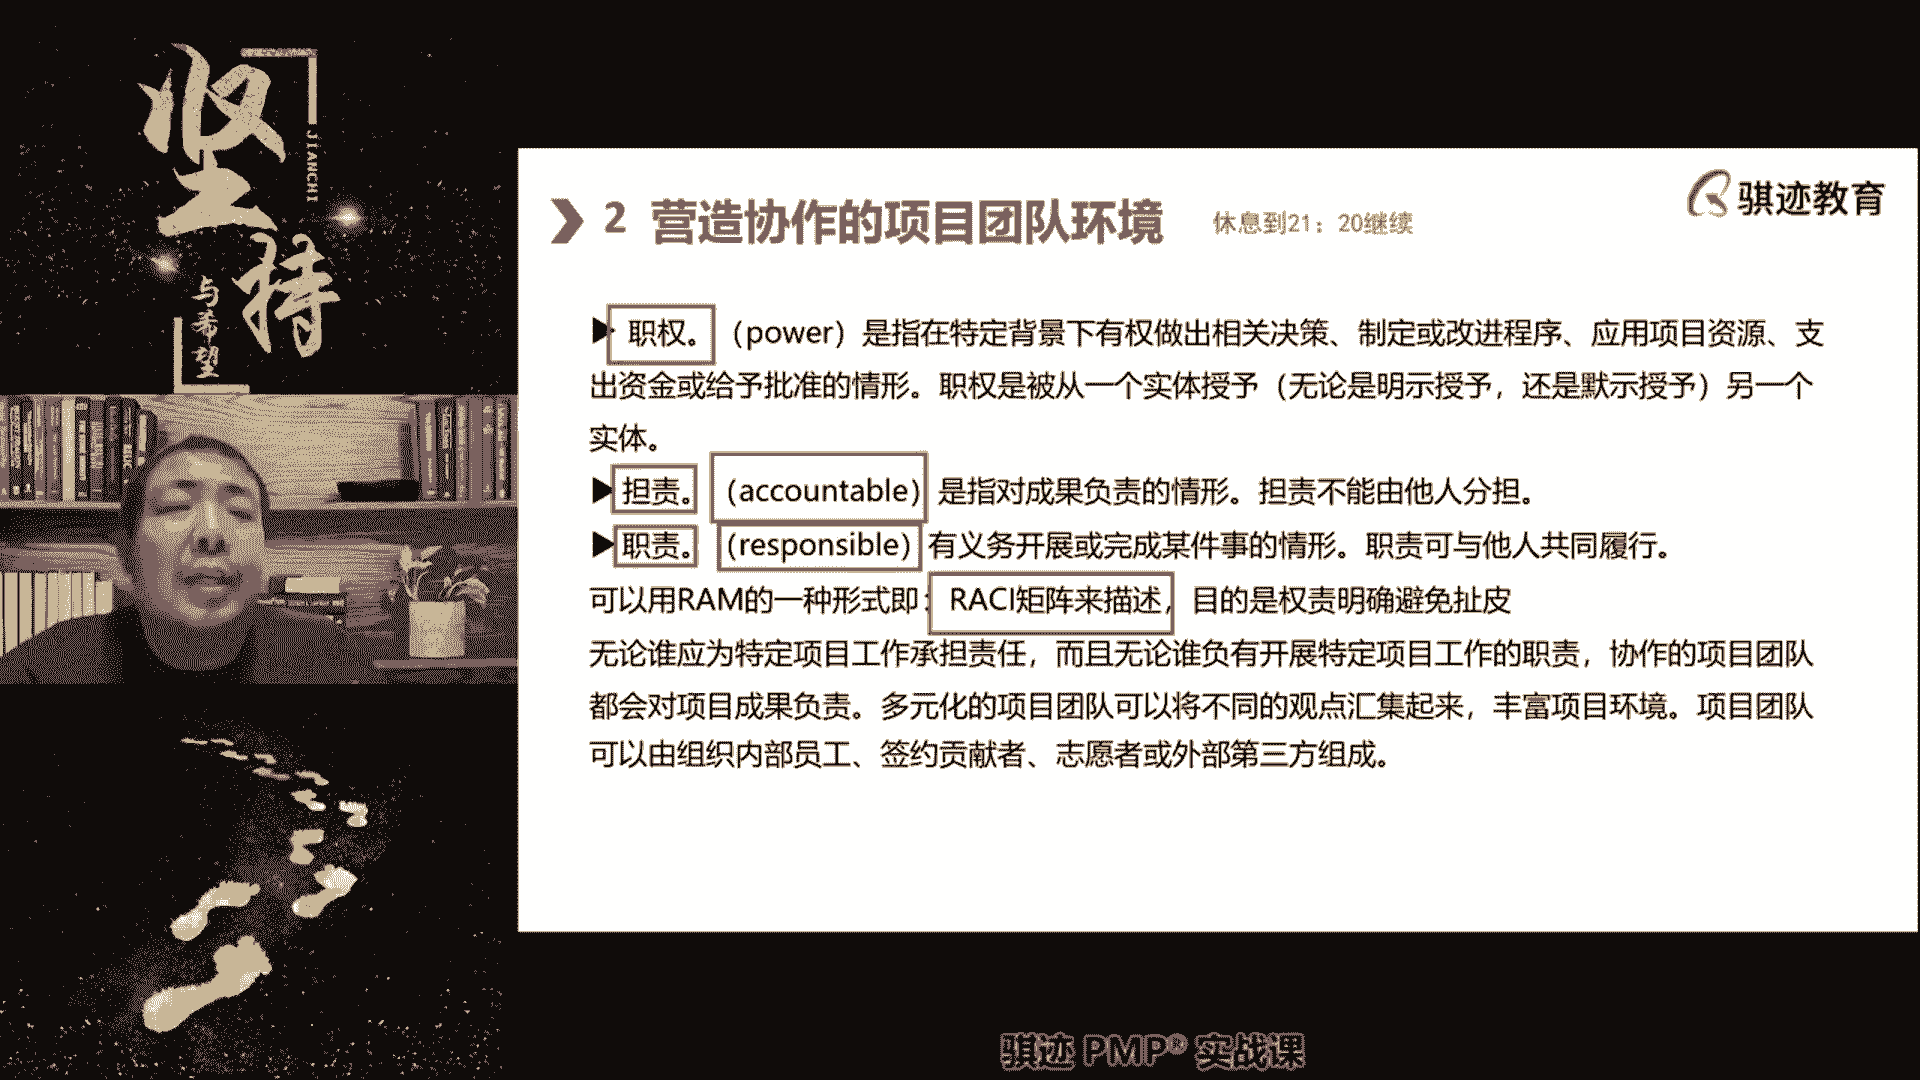 坚持
JIANCHI
与希望
骐迹教育
2 营造协作的项目团队环境 休息到21：20继续
职权。（power）是指在特定背景下有权做出相关决策、制定或改进程序、应用项目资源、支
出资金或给予批准的情形。职权是被从一个实体授予（无论是明示授予，还是默示授予）另一个
实体。
担责。（accountable）是指对成果负责的情形。担责不能由他人分担。
职责。（responsible）有义务开展或完成某件事的情形。职责可与他人共同履行。
可以用RAM的一种形式即：RACI矩阵来描述，目的是权责明确避免扯皮
无论谁应为特定项目工作承担责任，而且无论谁负有开展特定项目工作的职责，协作的项目团队
都会对项目成果负责。多元化的项目团队可以将不同的观点汇集起来，丰富项目环境。项目团队
可以由组织内部员工、签约贡献者、志愿者或外部第三方组成。
骐迹 PMP® 实战课